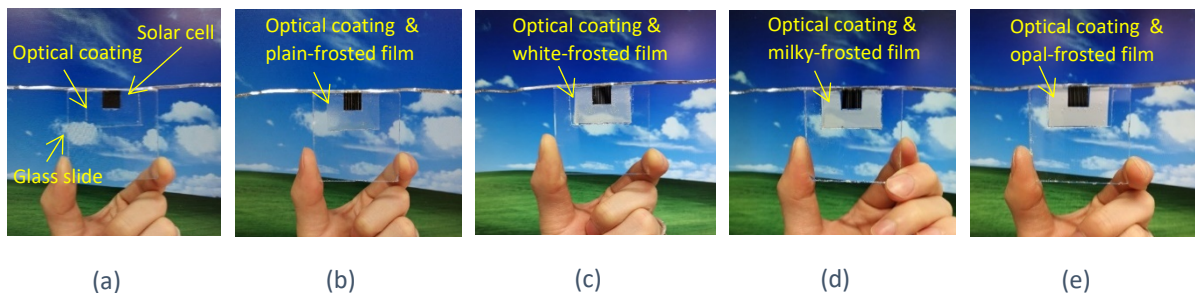 Solar cell
Optical coating
Glass slide
Optical coating &
plain-frosted film
Optical coating &
white-frosted film
Optical coating &
milky-frosted film
Optical coating &
opal-frosted film
(a)
(b)
(c)
(d)
(e)